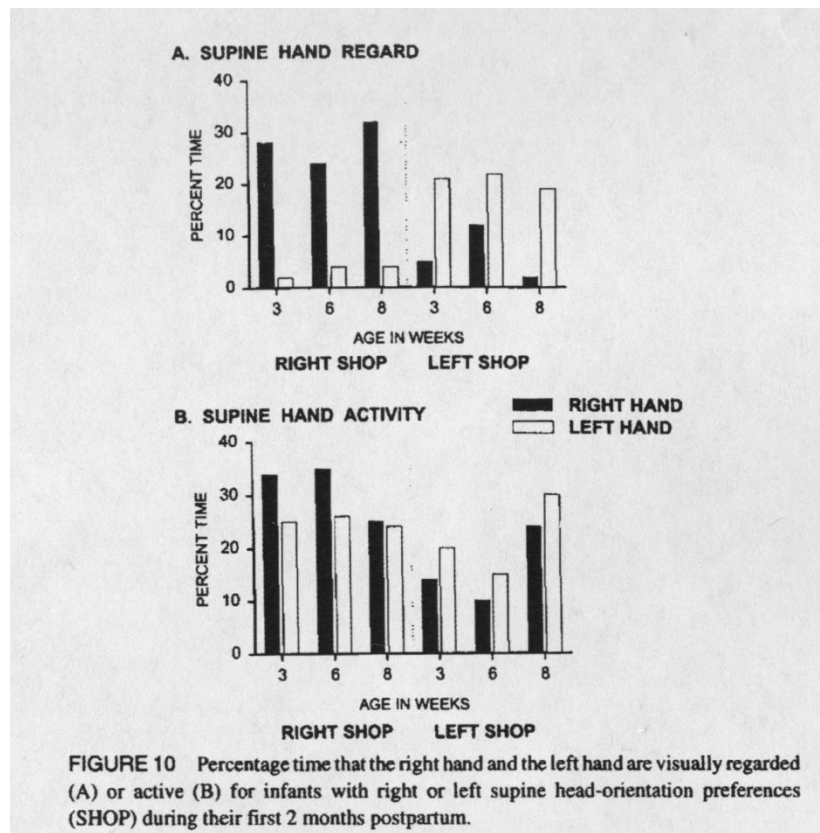 A. SUPINE HAND REGARD
40
30
20
10
0
PERCENT TIME
3 6 8 3 6 8
AGE IN WEEKS
RIGHT SHOP LEFT SHOP
RIGHT HAND
LEFT HAND
B. SUPINE HAND ACTIVITY
40
30
20
10
0
PERCENT TIME
3 6 8 3 6 8
AGE IN WEEKS
RIGHT SHOP LEFT SHOP
FIGURE 10 Percentage time that the right hand and the left hand are visually regarded
(A) or active (B) for infants with right or left supine head-orientation preferences
(SHOP) during their first 2 months postpartum.